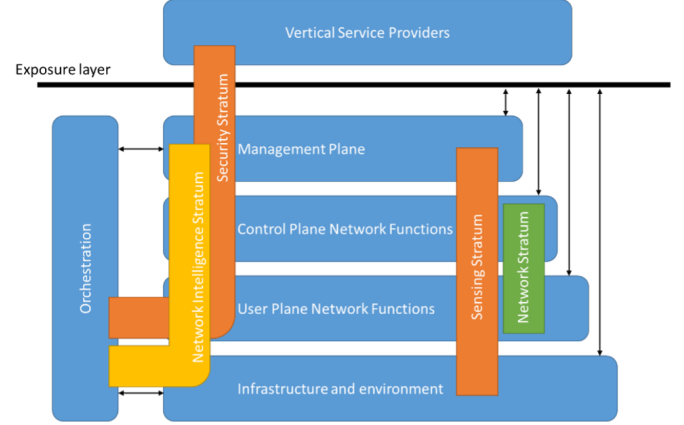 Vertical Service Providers
Exposure layer
Security Stratum
Management Plane
Network Intelligence Stratum
Orchestration
Control Plane Network Functions
Sensing Stratum
Network Stratum
User Plane Network Functions
Infrastructure and environment